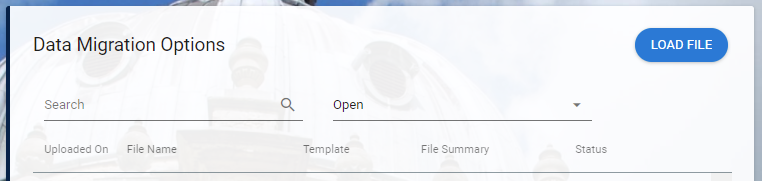 Data Migration Options
LOAD FILE
Search
Open
Uploaded On File Name Template File Summary Status